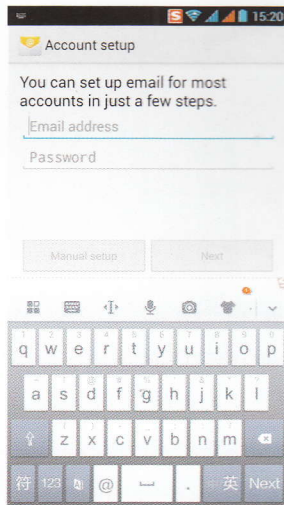 15:20
Account setup
You can set up email for most
accounts in just a few steps.
Email address
Password
Manual setup Next
q w e r t y u i o p
a s d f g h j k l
z x c v b n m
符 123 @ . 英 Next